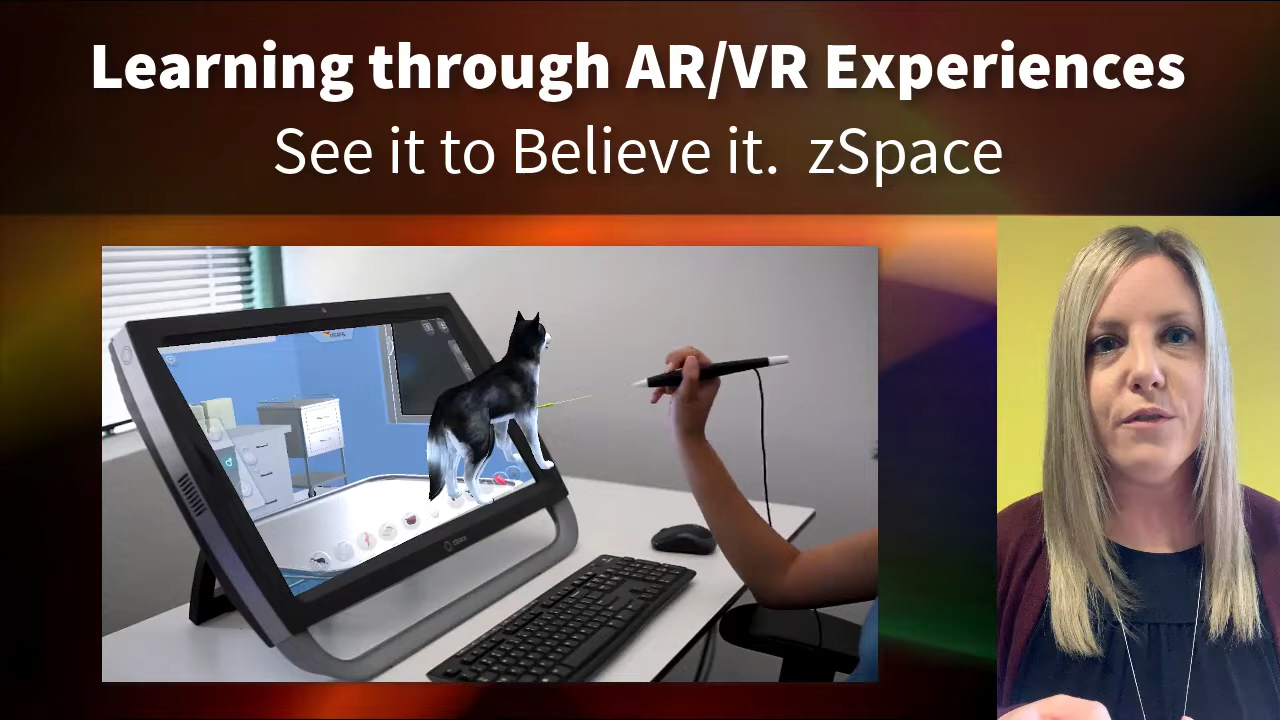 Learning through AR/VR Experiences
See it to Believe it.  zSpace